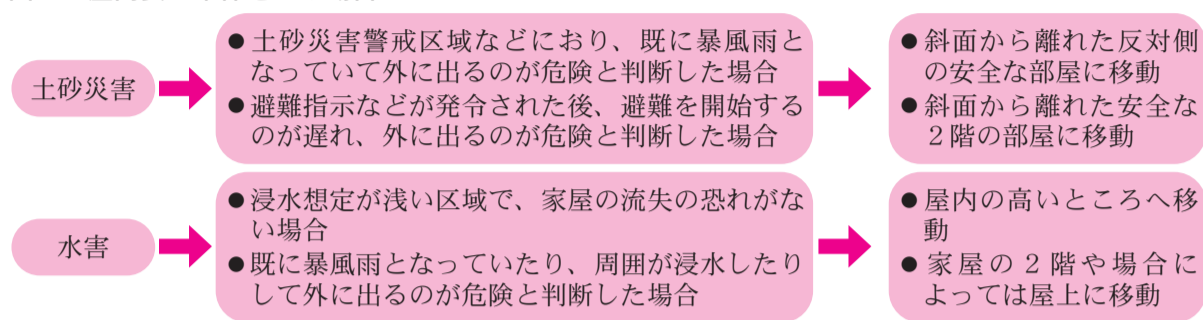 土砂災害
●土砂災害警戒区域などにおり、既に暴風雨と
なっていて外に出るのが危険と判断した場合
●避難指示などが発令された後、避難を開始する
のが遅れ、外に出るのが危険と判断した場合
●斜面から離れた反対側
の安全な部屋に移動
●斜面から離れた安全な
２階の部屋に移動
水害
●浸水想定が浅い区域で、家屋の流失の恐れがな
い場合
●既に暴風雨となっていたり、周囲が浸水したり
して外に出るのが危険と判断した場合
●屋内の高いところへ移
動
●家屋の２階や場合に
よっては屋上に移動